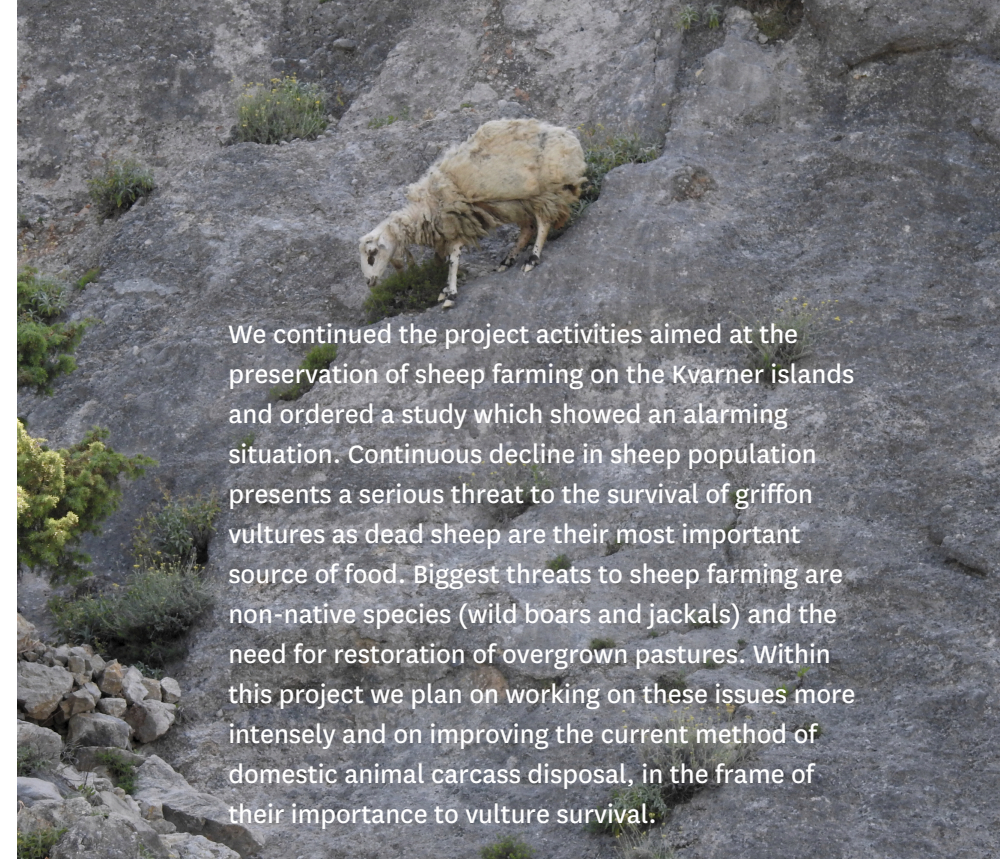 We continued the project activities aimed at the
preservation of sheep farming on the Kvarner islands
and ordered a study which showed an alarming
situation. Continuous decline in sheep population
presents a serious threat to the survival of griffon
vultures as dead sheep are their most important
source of food. Biggest threats to sheep farming are
non-native species (wild boars and jackals) and the
need for restoration of overgrown pastures. Within
this project we plan on working on these issues more
intensely and on improving the current method of
domestic animal carcass disposal, in the frame of
their importance to vulture survival.